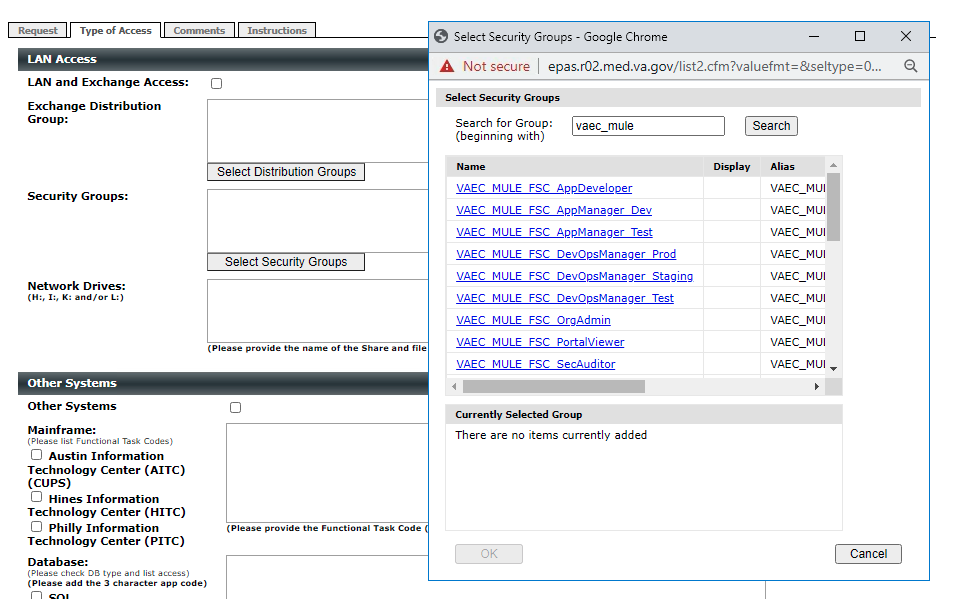 Request
Type of Access
Comments
Instructions
LAN Access
LAN and Exchange Access:
Exchange Distribution
Group:
Select Distribution Groups
Security Groups:
Select Security Groups
Network Drives:
(H:, I:, K: and/or L:)
(Please provide the name of the Share and file
Other Systems
Other Systems
Mainframe:
(Please list Functional Task Codes)
Austin Information
Technology Center (AITC)
(CUPS)
Hines Information
Technology Center (HITC)
Philly Information
Technology Center (PITC)
(Please provide the Functional Task Code (
Database:
(Please check DB type and list access)
(Please add the 3 character app code)
SQL
Select Security Groups - Google Chrome
Not secure | epas.r02.med.va.gov/list2.cfm?valuefmt=&seltype=0...
Select Security Groups
Search for Group:
(beginning with)
vaec_mule
Search
Name Display Alias
VAEC_MULE_FSC_AppDeveloper VAEC_MUI
VAEC_MULE_FSC_AppManager_Dev VAEC_MUI
VAEC_MULE_FSC_AppManager_Test VAEC_MUI
VAEC_MULE_FSC_DevOpsManager_Prod VAEC_MUI
VAEC_MULE_FSC_DevOpsManager_Staging VAEC_MUI
VAEC_MULE_FSC_DevOpsManager_Test VAEC_MUI
VAEC_MULE_FSC_OrgAdmin VAEC_MUI
VAEC_MULE_FSC_PortalViewer VAEC_MUI
VAEC_MULE_FSC_SecAuditor VAEC_MUI
Currently Selected Group
There are no items currently added
OK
Cancel